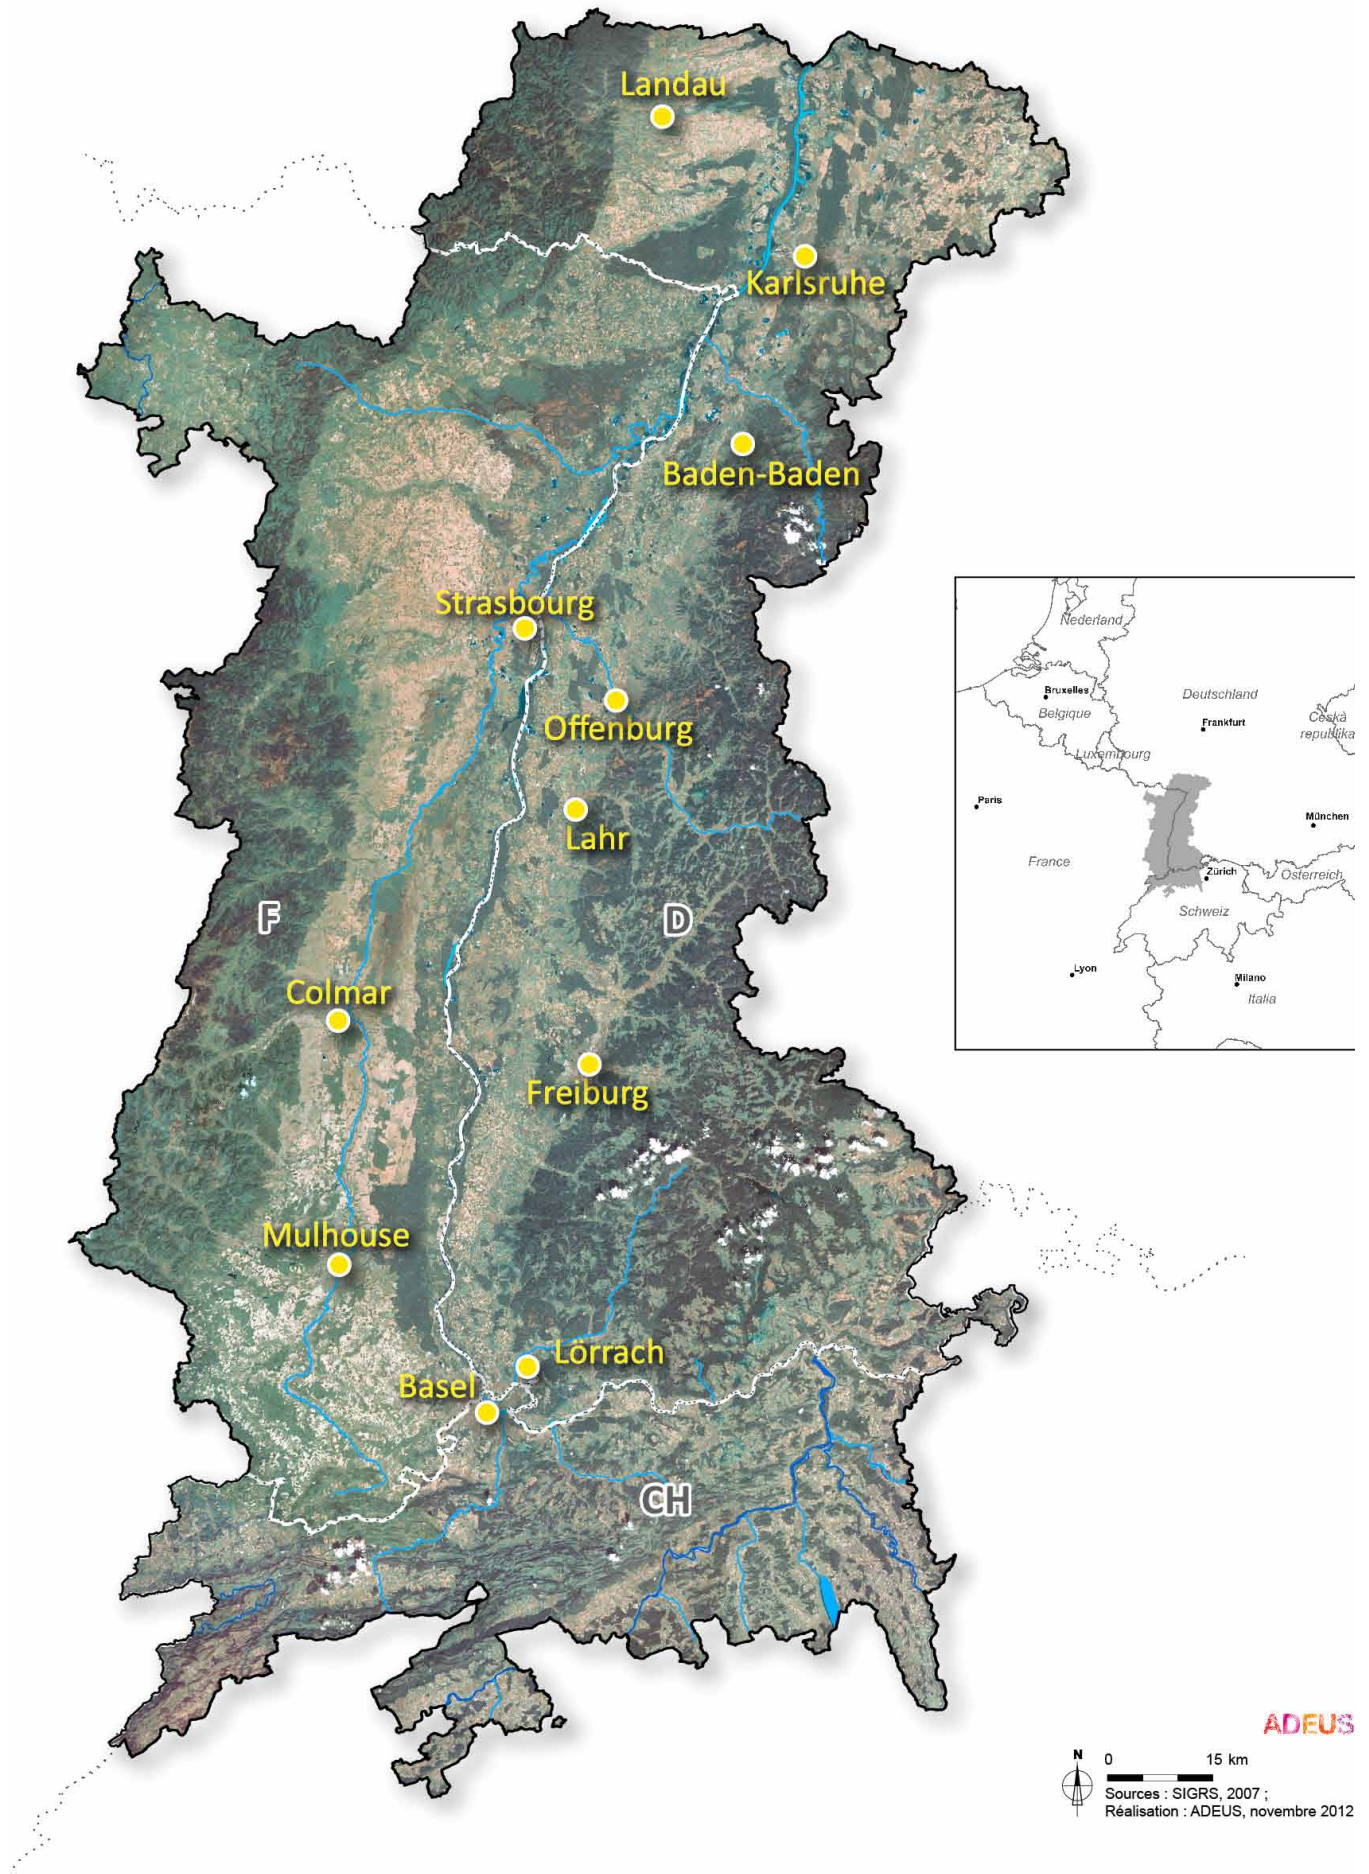 Landau
Karlsruhe
Baden-Baden
Strasbourg
Offenburg
Lahr
F
D
Colmar
Freiburg
Mulhouse
Lörrach
Basel
CH
Nederland
Bruxelles
Belgique
Deutschland
Frankfurt
Ceskà
republika
Luxembourg
Paris
München
France
Zürich
Österreich
Schweiz
Lyon
Milano
Italia
ADEUS
N
0 15 km
Sources : SIGRS, 2007 ;
Réalisation : ADEUS, novembre 2012